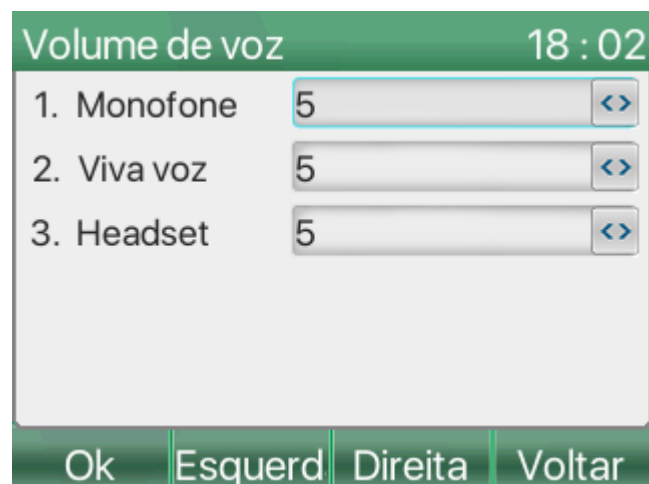 Volume de voz 18 : 02
1. Monofone 5
2. Viva voz 5
3. Headset 5
Ok Esquerd Direita Voltar